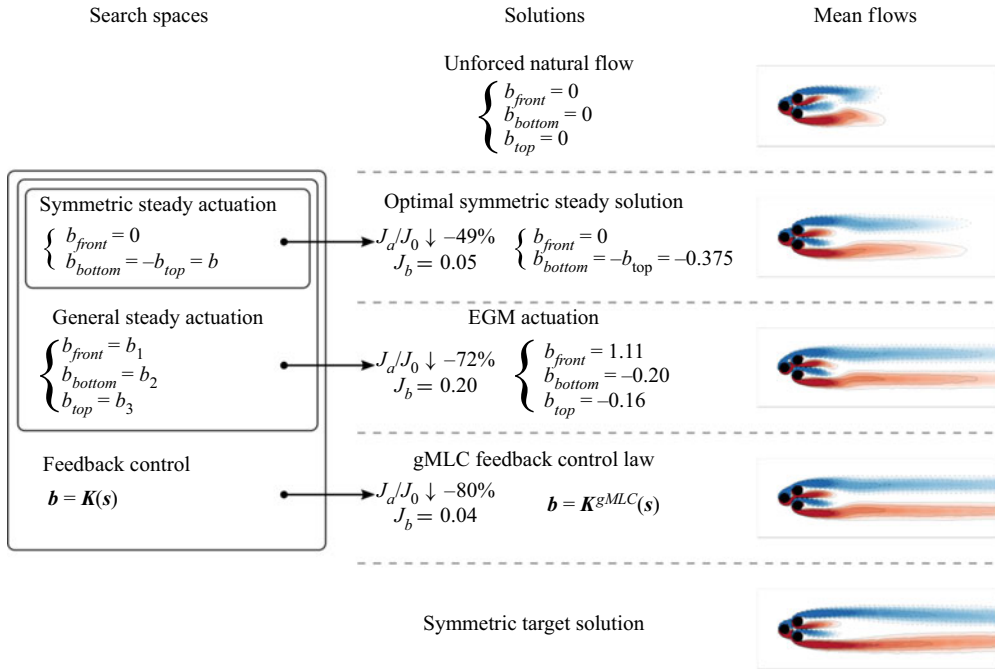 Search spaces Solutions Mean flows
Unforced natural flow
b_front = 0
b_bottom = 0
b_top = 0
Symmetric steady actuation
b_front = 0
b_bottom = –b_top = b
Optimal symmetric steady solution
J_a/J_0 ↓ –49%
J_b = 0.05
b_front = 0
b_bottom = –b_top = –0.375
General steady actuation
b_front = b_1
b_bottom = b_2
b_top = b_3
EGM actuation
J_a/J_0 ↓ –72%
J_b = 0.20
b_front = 1.11
b_bottom = –0.20
b_top = –0.16
Feedback control
b = K(s)
gMLC feedback control law
J_a/J_0 ↓ –80%
J_b = 0.04
b = K^gMLC(s)
Symmetric target solution